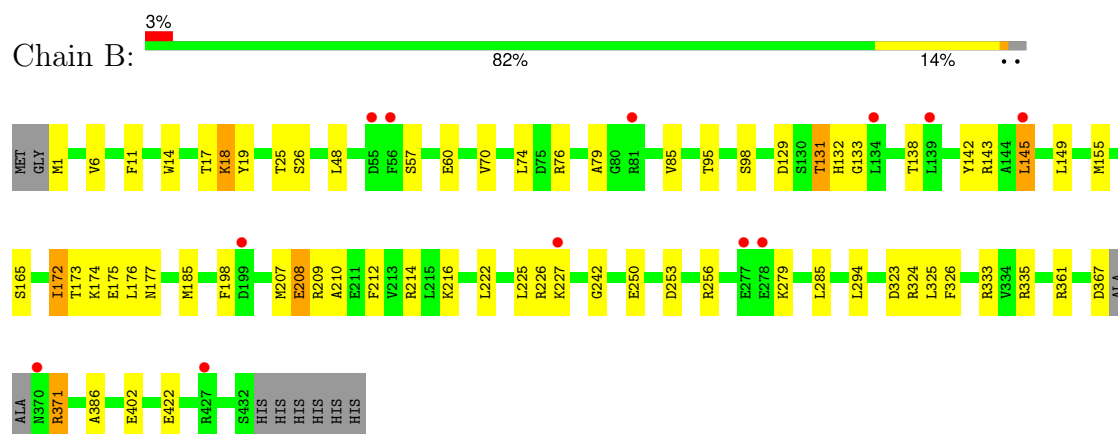 3%
Chain B:
82% 14% • •
MET GLY M1 V6 F11 W14 T17 K18 Y19 T25 S26 L48 D55 F56 S57 E60 V70 L74 D75 R76 A79 G80 R81 V85 T95 S98 D129 S130 T131 H132 G133 L134 T138 L139 Y142 R143 A144 L145 L149 M155
S165 I172 T173 K174 E175 L176 N177 M185 F198 D199 M207 E208 R209 A210 E211 F212 V213 R214 L215 K216 L222 L225 R226 K227 G242 E250 D253 R256 E277 E278 K279 L285 L294 D323 R324 L325 F326 R333 V334 R335 R361 D367 ALA
ALA N370 R371 A386 E402 E422 R427 S432 HIS HIS HIS HIS HIS HIS